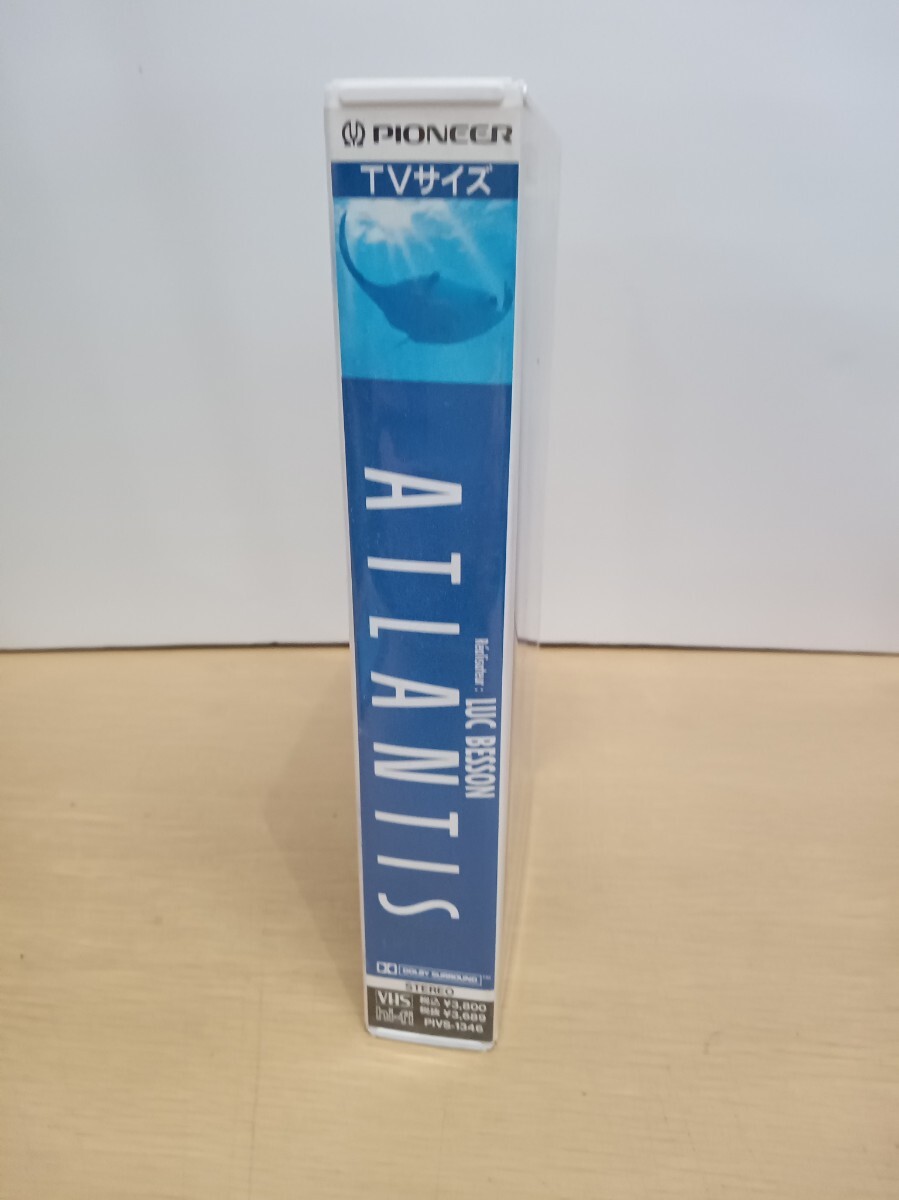 PIONEER
TVサイズ
ATLANTIS
Réalisateur : LUC BESSON
DOLBY SURROUND™
STEREO
VHS
hi-fi
税込 ¥3,800
税抜 ¥3,689
PIVS-1346